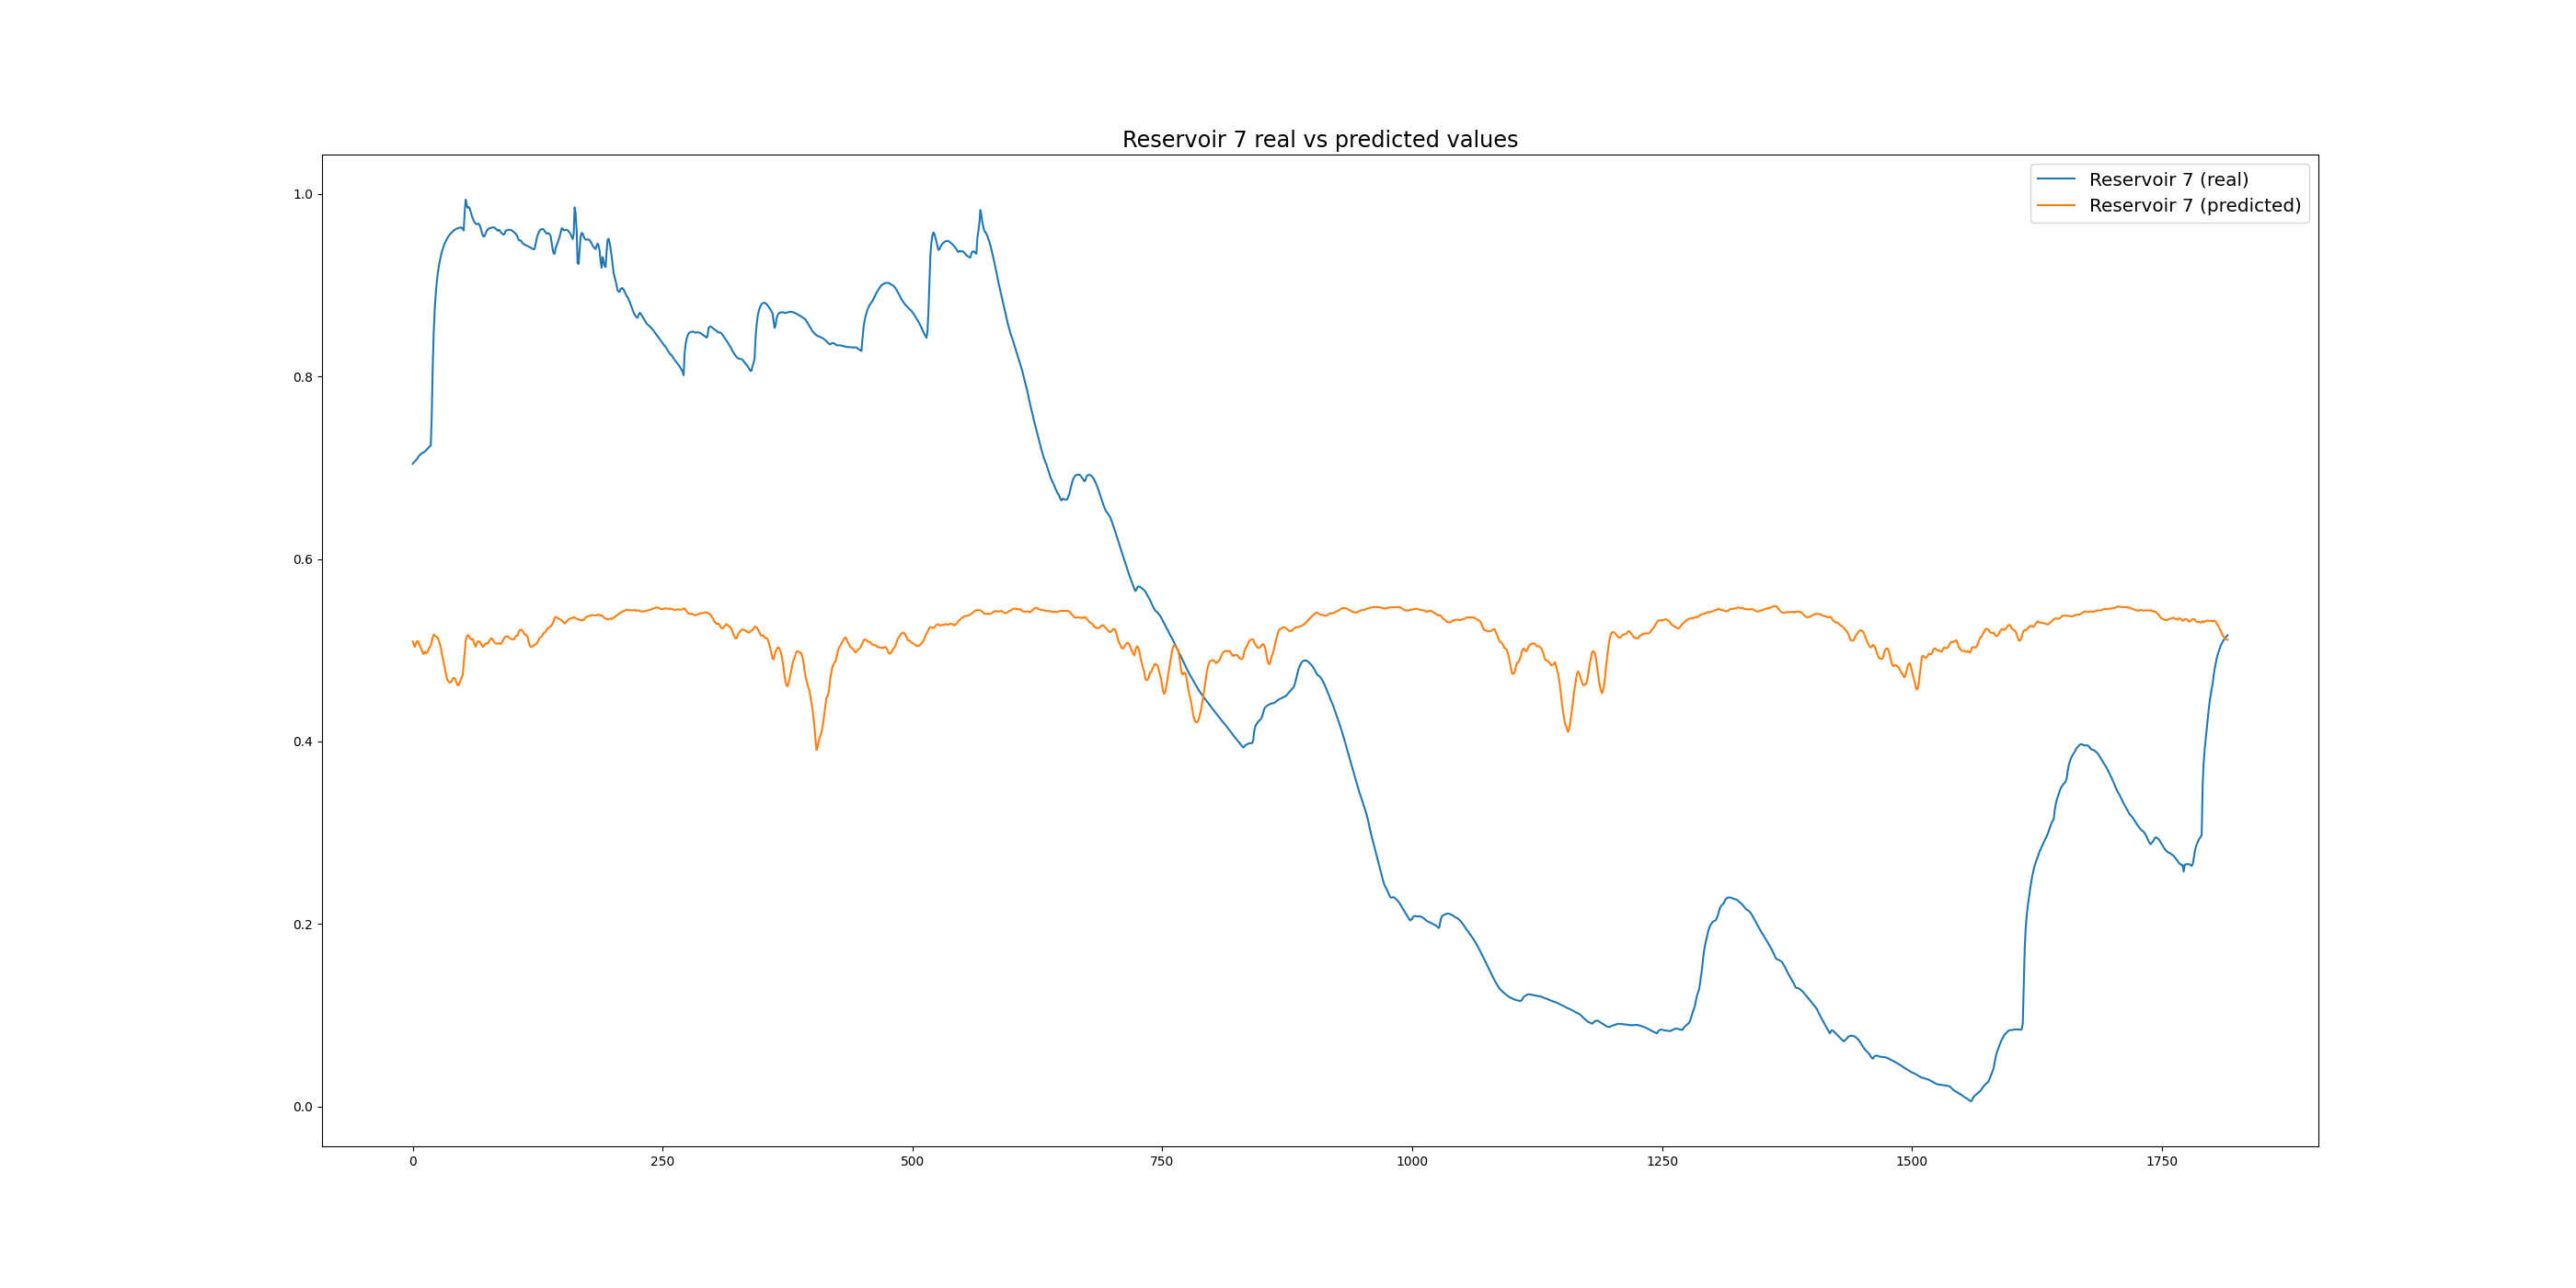 Reservoir 7 real vs predicted values
Reservoir 7 (real)
Reservoir 7 (predicted)
1.0
0.8
0.6
0.4
0.2
0.0
0 250 500 750 1000 1250 1500 1750